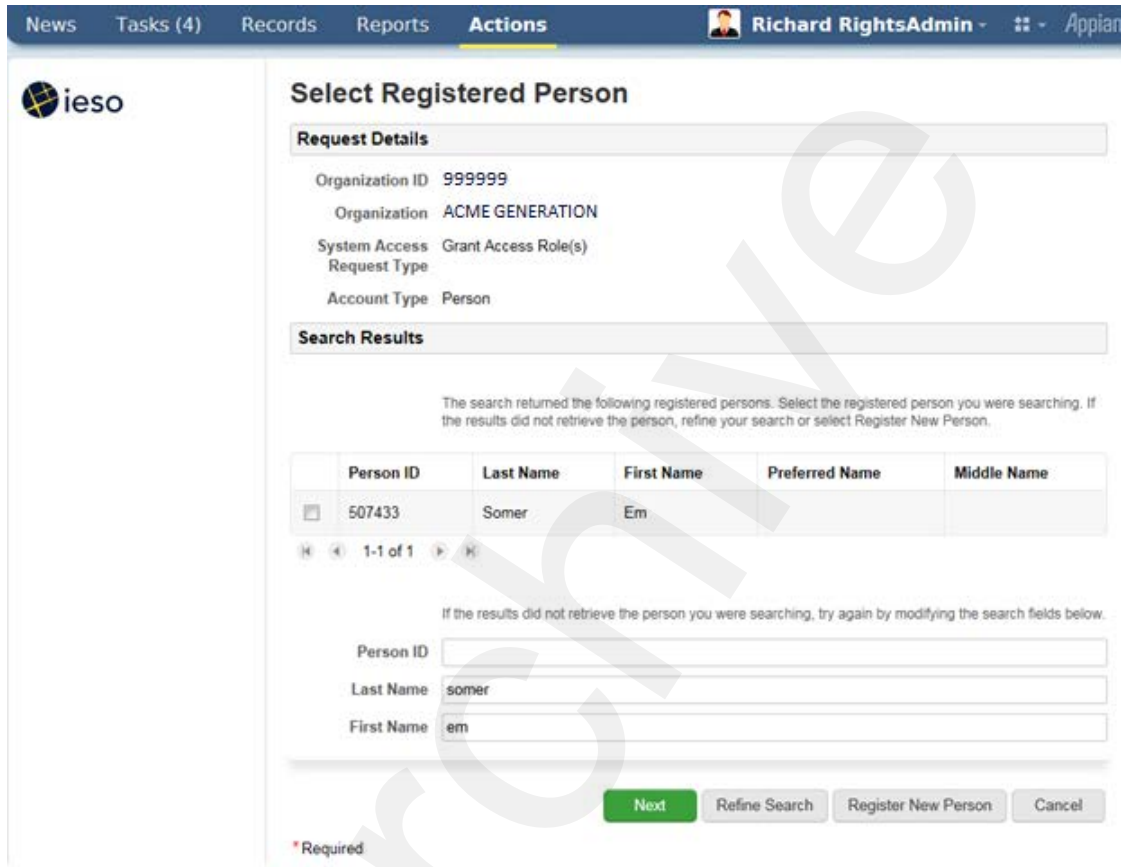 News Tasks (4) Records Reports Actions Richard RightsAdmin Appian
ieso
Select Registered Person
Request Details
Organization ID 999999
Organization ACME GENERATION
System Access Grant Access Role(s)
Request Type
Account Type Person
Search Results
The search returned the following registered persons. Select the registered person you were searching. If
the results did not retrieve the person, refine your search or select Register New Person.
Person ID Last Name First Name Preferred Name Middle Name
507433 Somer Em
1-1 of 1
If the results did not retrieve the person you were searching, try again by modifying the search fields below.
Person ID
Last Name somer
First Name em
Next Refine Search Register New Person Cancel
*Required
rchive